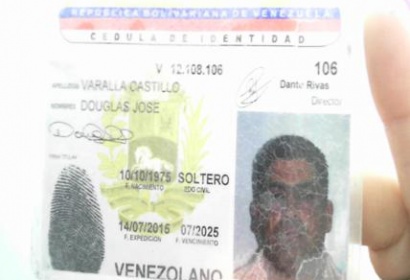 REPÚBLICA BOLIVARIANA DE VENEZUELA
CEDULA DE IDENTIDAD
V 12.108.106 106
APELLIDOS VARALLA CASTILLO
Dante Rivas
Director
NOMBRES DOUGLAS JOSE
10/10/1975 SOLTERO
F. NACIMIENTO EDO CIVIL
14/07/2015 07/2025
F. EXPEDICION F. VENCIMIENTO
VENEZOLANO